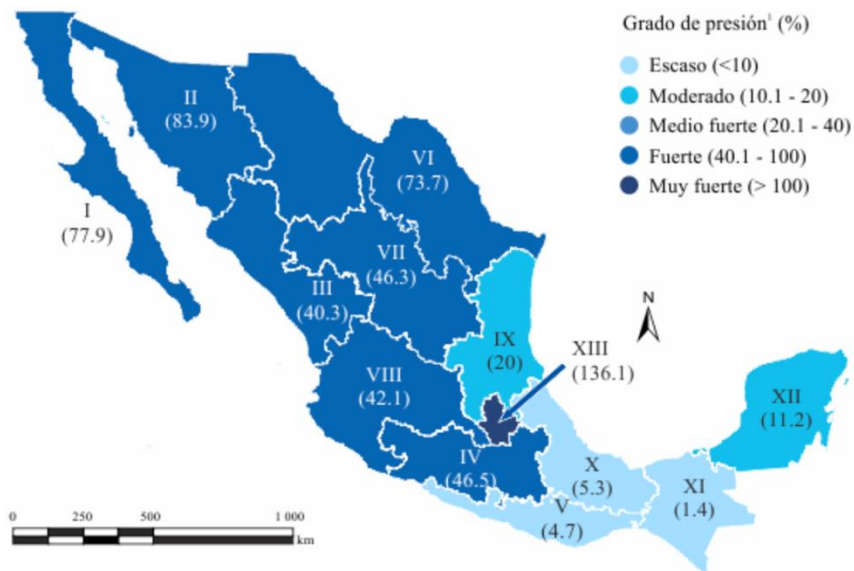 Grado de presión¹ (%)
Escaso (<10)
Moderado (10.1 - 20)
Medio fuerte (20.1 - 40)
Fuerte (40.1 - 100)
Muy fuerte (> 100)
II
(83.9)
VI
(73.7)
I
(77.9)
VII
(46.3)
III
(40.3)
N
IX
(20)
XIII
(136.1)
VIII
(42.1)
XII
(11.2)
IV
(46.5)
X
(5.3)
XI
(1.4)
V
(4.7)
0 250 500 1 000
km